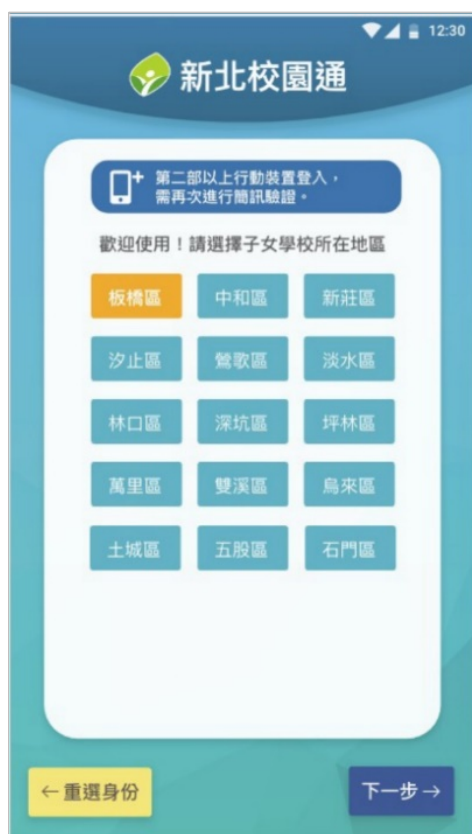 12:30
新北校園通
第二部以上行動裝置登入，
需再次進行簡訊驗證。
歡迎使用！請選擇子女學校所在地區
板橋區 中和區 新莊區
汐止區 鶯歌區 淡水區
林口區 深坑區 坪林區
萬里區 雙溪區 烏來區
土城區 五股區 石門區
←重選身份 下一步→